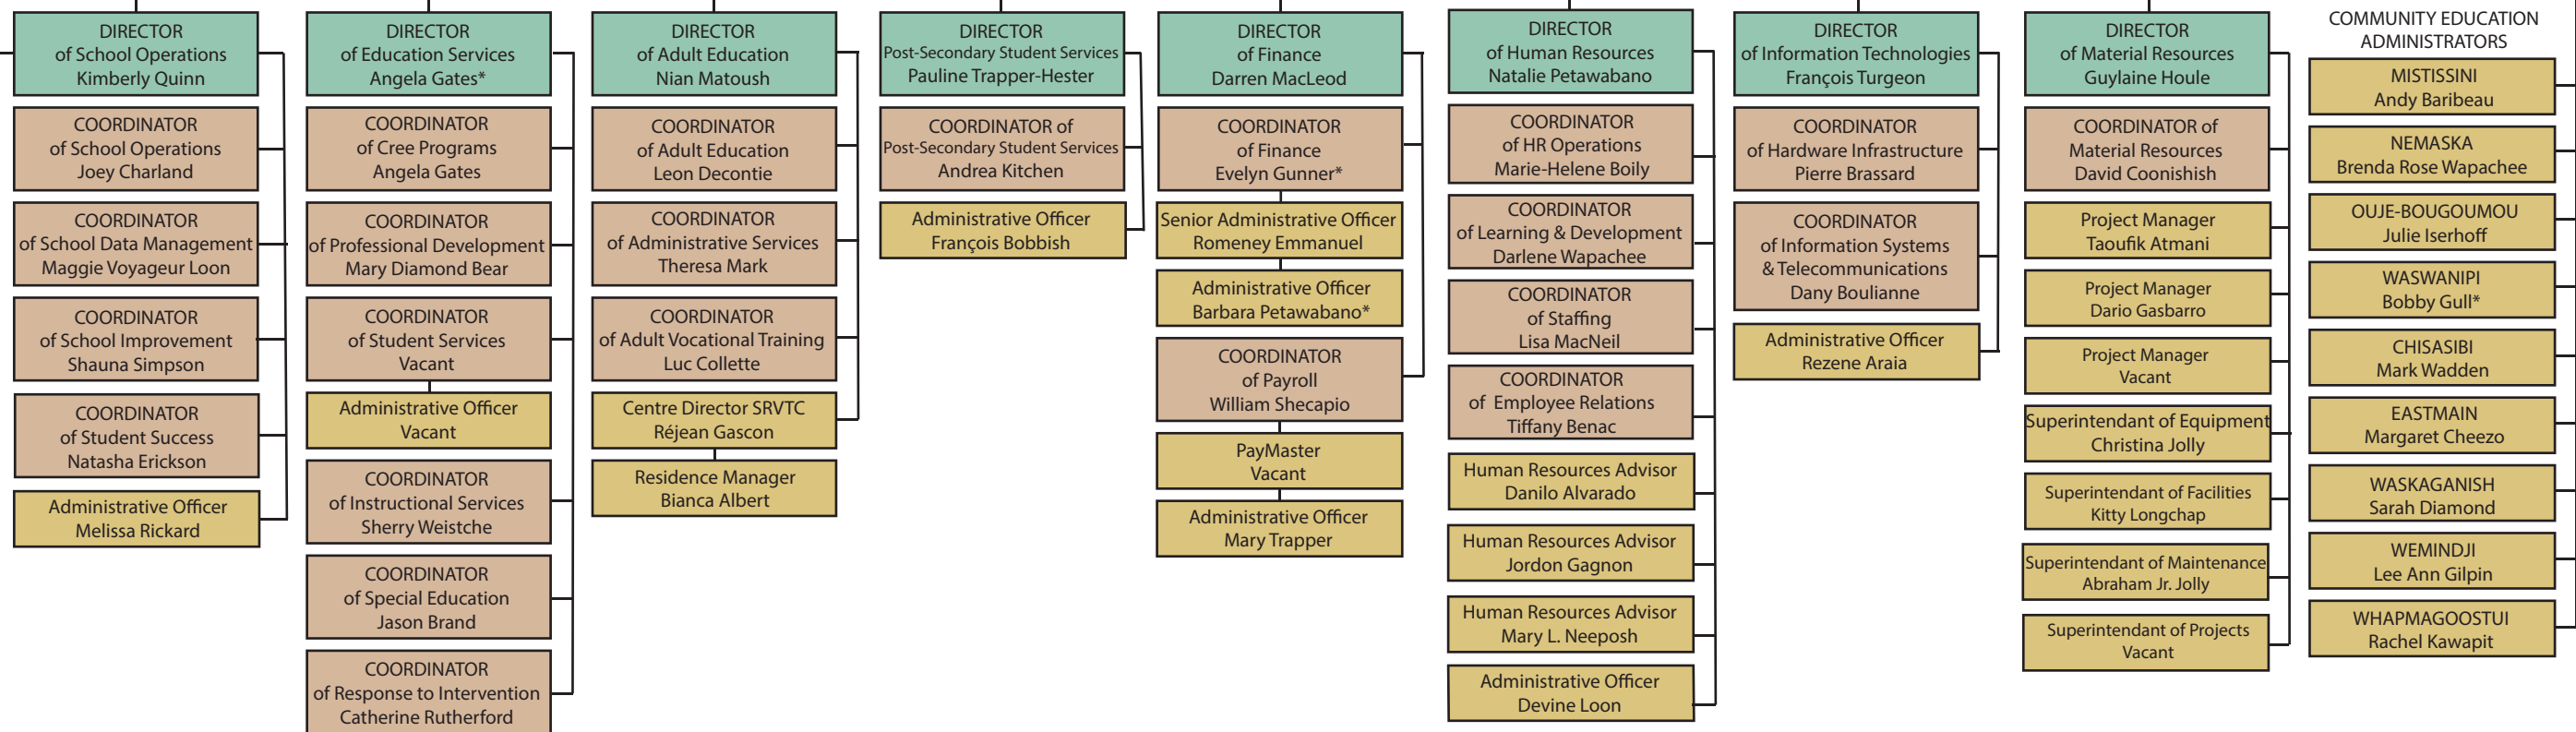 DIRECTOR
of School Operations
Kimberly Quinn
COORDINATOR
of School Operations
Joey Charland
COORDINATOR
of School Data Management
Maggie Voyageur Loon
COORDINATOR
of School Improvement
Shauna Simpson
COORDINATOR
of Student Success
Natasha Erickson
Administrative Officer
Melissa Rickard
DIRECTOR
of Education Services
Angela Gates*
COORDINATOR
of Cree Programs
Angela Gates
COORDINATOR
of Professional Development
Mary Diamond Bear
COORDINATOR
of Student Services
Vacant
Administrative Officer
Vacant
COORDINATOR
of Instructional Services
Sherry Weistche
COORDINATOR
of Special Education
Jason Brand
COORDINATOR
of Response to Intervention
Catherine Rutherford
DIRECTOR
of Adult Education
Nian Matoush
COORDINATOR
of Adult Education
Leon Decontie
COORDINATOR
of Administrative Services
Theresa Mark
COORDINATOR
of Adult Vocational Training
Luc Collette
Centre Director SRVTC
Réjean Gascon
Residence Manager
Bianca Albert
DIRECTOR
Post-Secondary Student Services
Pauline Trapper-Hester
COORDINATOR of
Post-Secondary Student Services
Andrea Kitchen
Administrative Officer
François Bobbish
DIRECTOR
of Finance
Darren MacLeod
COORDINATOR
of Finance
Evelyn Gunner*
Senior Administrative Officer
Romeney Emmanuel
Administrative Officer
Barbara Petawabano*
COORDINATOR
of Payroll
William Shecapio
PayMaster
Vacant
Administrative Officer
Mary Trapper
DIRECTOR
of Human Resources
Natalie Petawabano
COORDINATOR
of HR Operations
Marie-Helene Boily
COORDINATOR
of Learning & Development
Darlene Wapachee
COORDINATOR
of Staffing
Lisa MacNeil
COORDINATOR
of Employee Relations
Tiffany Benac
Human Resources Advisor
Danilo Alvarado
Human Resources Advisor
Jordon Gagnon
Human Resources Advisor
Mary L. Neeposh
Administrative Officer
Devine Loon
DIRECTOR
of Information Technologies
François Turgeon
COORDINATOR
of Hardware Infrastructure
Pierre Brassard
COORDINATOR
of Information Systems
& Telecommunications
Dany Boulianne
Administrative Officer
Rezene Araia
DIRECTOR
of Material Resources
Guylaine Houle
COORDINATOR of
Material Resources
David Coonishish
Project Manager
Taoufik Atmani
Project Manager
Dario Gasbarro
Project Manager
Vacant
Superintendant of Equipment
Christina Jolly
Superintendant of Facilities
Kitty Longchap
Superintendant of Maintenance
Abraham Jr. Jolly
Superintendant of Projects
Vacant
COMMUNITY EDUCATION
ADMINISTRATORS
MISTISSINI
Andy Baribeau
NEMASKA
Brenda Rose Wapachee
OUJE-BOUGOUMOU
Julie Iserhoff
WASWANIPI
Bobby Gull*
CHISASIBI
Mark Wadden
EASTMAIN
Margaret Cheezo
WASKAGANISH
Sarah Diamond
WEMINDJI
Lee Ann Gilpin
WHAPMAGOOSTUI
Rachel Kawapit